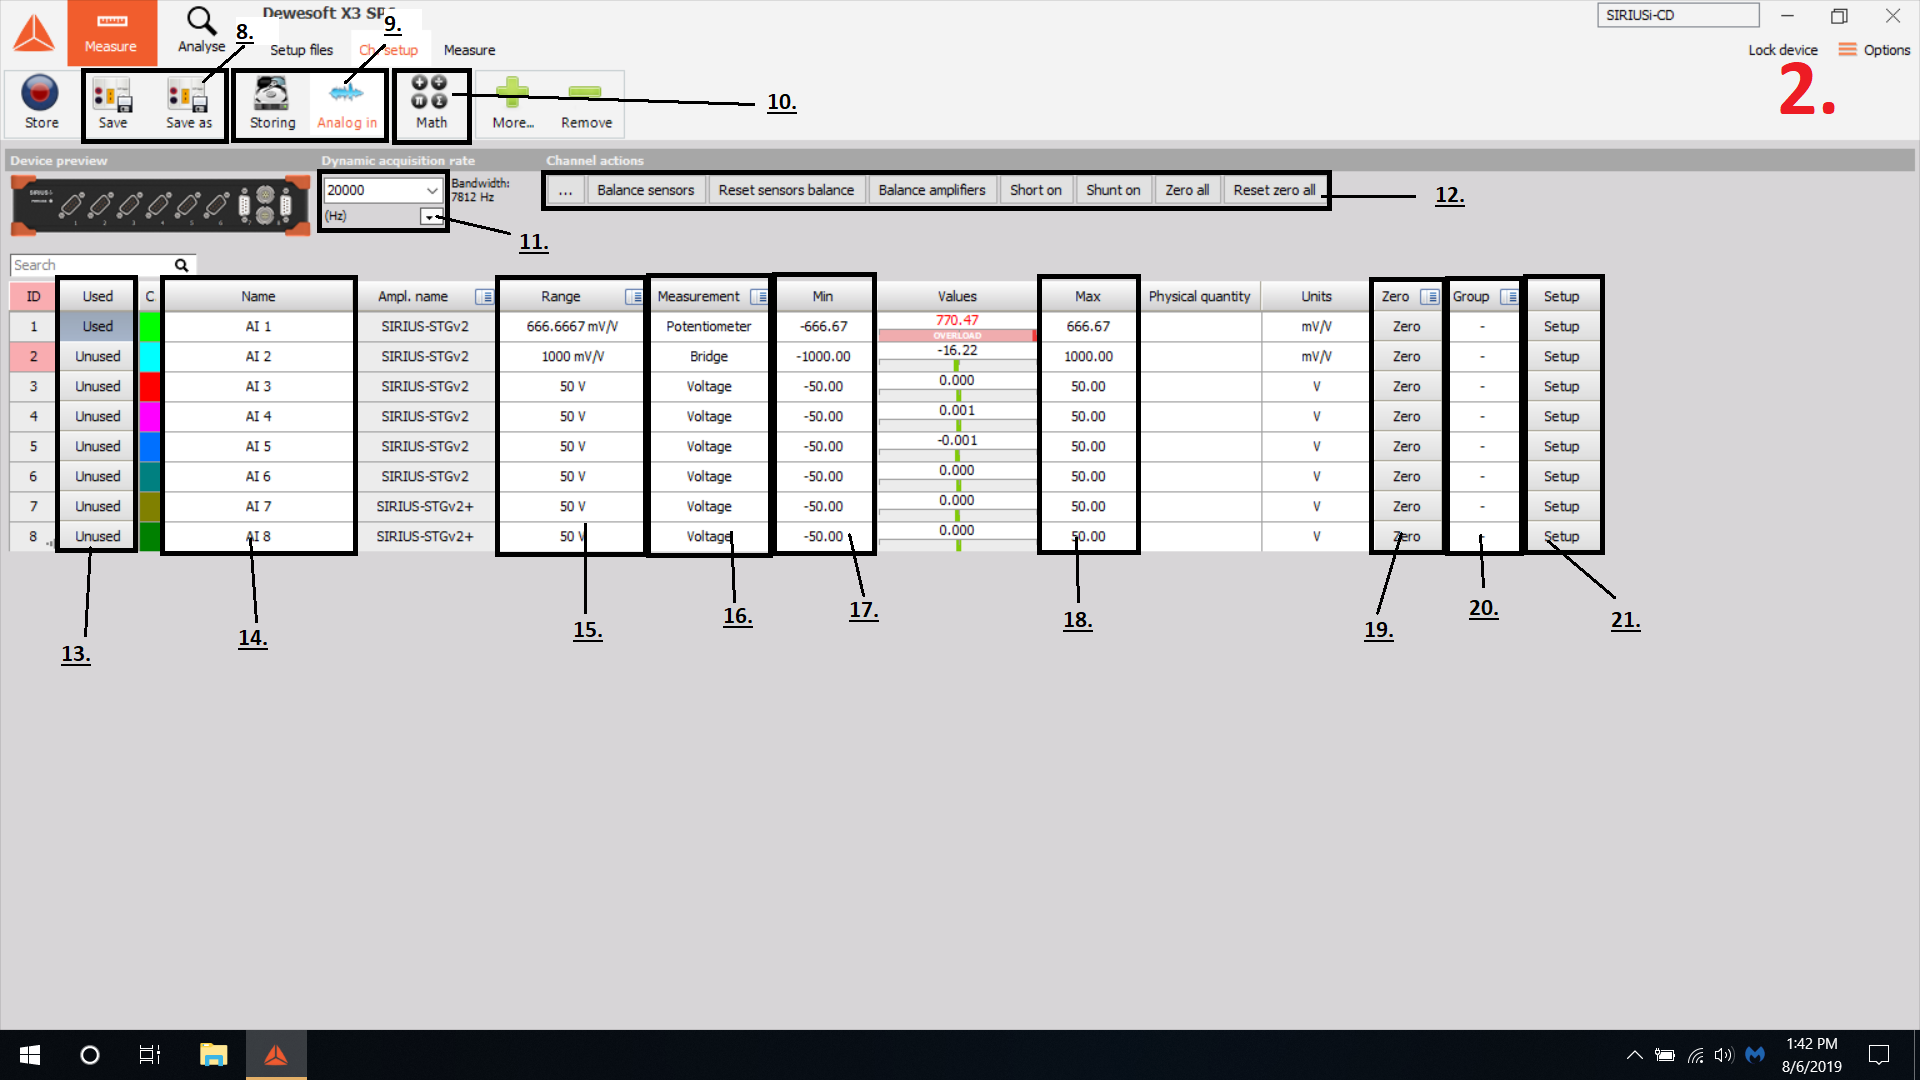 Dewesoft X3 SP
SIRIUSi-CD
Measure
Analyse
8.
9.
Setup files
Ch. setup
Measure
Lock device
Options
2.
Store
Save
Save as
Storing
Analog in
Math
More...
Remove
10.
Device preview
Dynamic acquisition rate
Channel actions
20000
(Hz)
Bandwidth:
7812 Hz
...
Balance sensors
Reset sensors balance
Balance amplifiers
Short on
Shunt on
Zero all
Reset zero all
12.
11.
Search
ID Used C Name Ampl. name Range Measurement Min Values Max Physical quantity Units Zero Group Setup
1 Used AI 1 SIRIUS-STGv2 666.6667 mV/V Potentiometer -666.67 770.47 OVERLOAD 666.67 mV/V Zero - Setup
2 Unused AI 2 SIRIUS-STGv2 1000 mV/V Bridge -1000.00 -16.22 1000.00 mV/V Zero - Setup
3 Unused AI 3 SIRIUS-STGv2 50 V Voltage -50.00 0.000 50.00 V Zero - Setup
4 Unused AI 4 SIRIUS-STGv2 50 V Voltage -50.00 0.001 50.00 V Zero - Setup
5 Unused AI 5 SIRIUS-STGv2 50 V Voltage -50.00 -0.001 50.00 V Zero - Setup
6 Unused AI 6 SIRIUS-STGv2 50 V Voltage -50.00 0.000 50.00 V Zero - Setup
7 Unused AI 7 SIRIUS-STGv2+ 50 V Voltage -50.00 0.000 50.00 V Zero - Setup
8 Unused AI 8 SIRIUS-STGv2+ 50 V Voltage -50.00 0.000 50.00 V Zero - Setup
13.
14.
15.
16.
17.
18.
19.
20.
21.
1:42 PM
8/6/2019